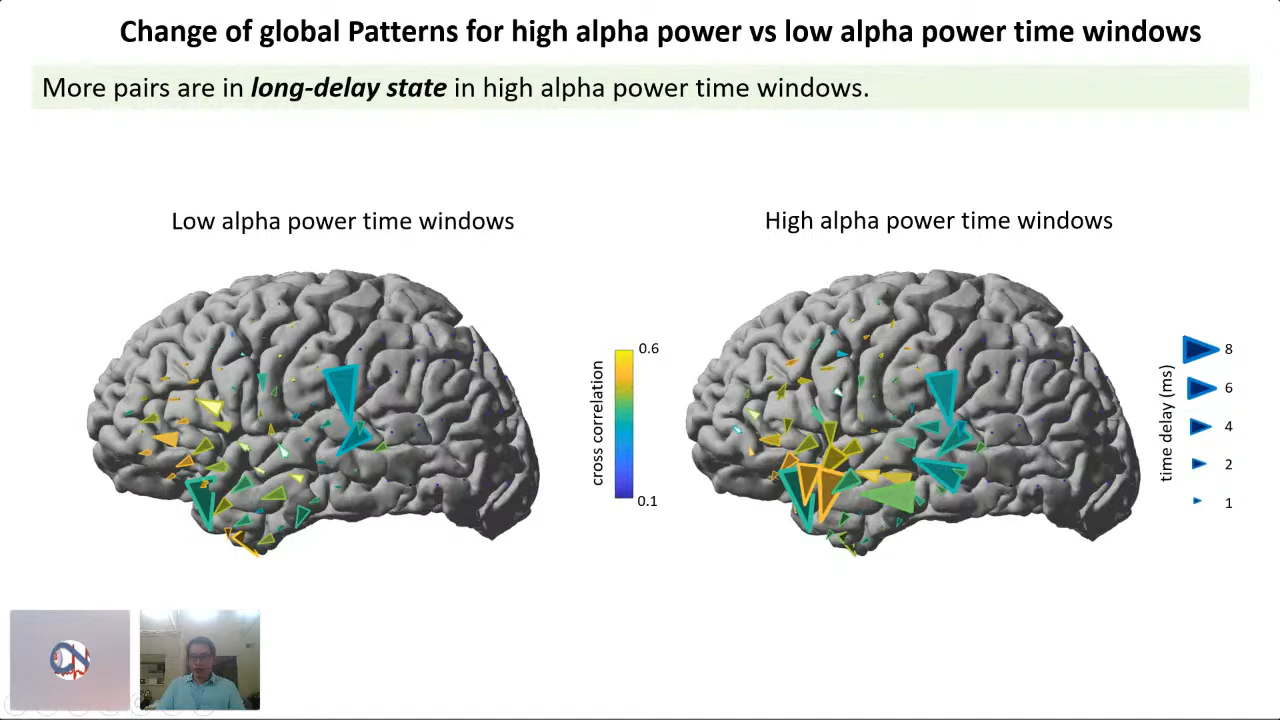 Change of global Patterns for high alpha power vs low alpha power time windows
More pairs are in long-delay state in high alpha power time windows.
Low alpha power time windows
High alpha power time windows
0.6
cross correlation
0.1
time delay (ms)
8
6
4
2
1